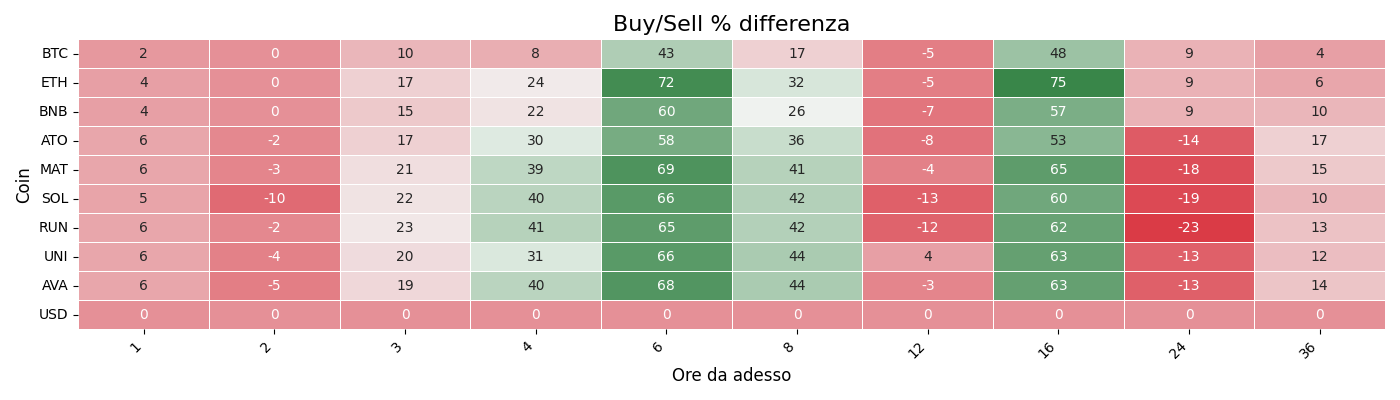 Buy/Sell % differenza
Coin
BTC 2 0 10 8 43 17 -5 48 9 4
ETH 4 0 17 24 72 32 -5 75 9 6
BNB 4 0 15 22 60 26 -7 57 9 10
ATO 6 -2 17 30 58 36 -8 53 -14 17
MAT 6 -3 21 39 69 41 -4 65 -18 15
SOL 5 -10 22 40 66 42 -13 60 -19 10
RUN 6 -2 23 41 65 42 -12 62 -23 13
UNI 6 -4 20 31 66 44 4 63 -13 12
AVA 6 -5 19 40 68 44 -3 63 -13 14
USD 0 0 0 0 0 0 0 0 0 0
1 2 3 4 6 8 12 16 24 36
Ore da adesso